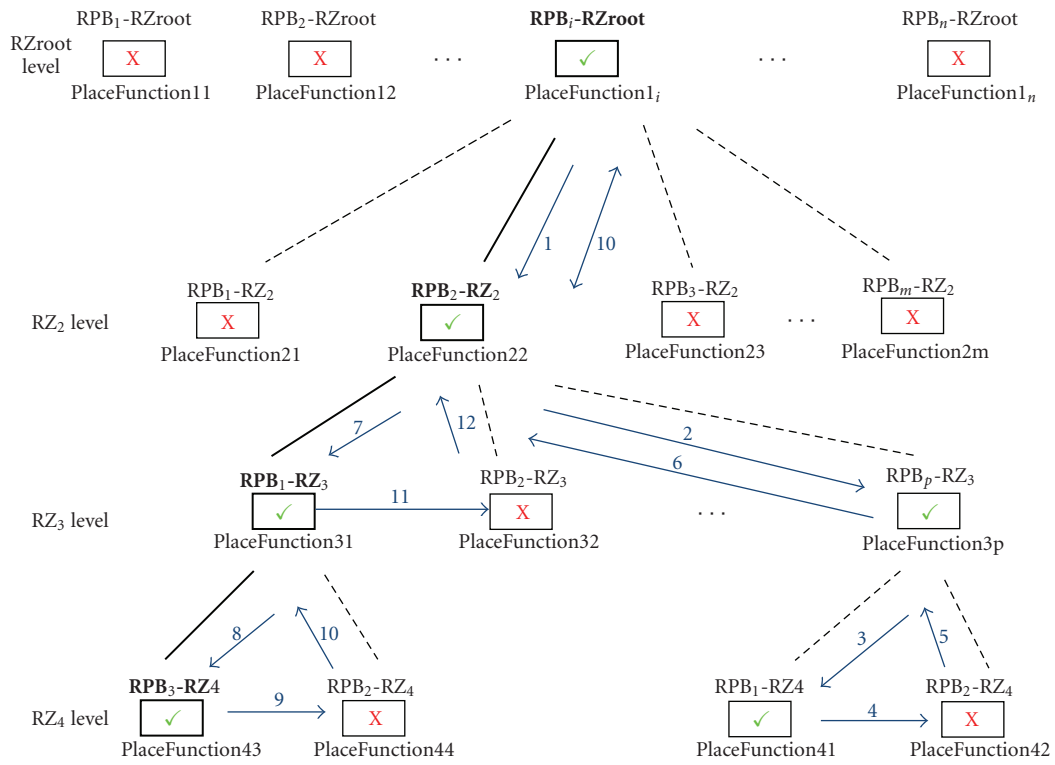 RPB₁-RZroot RPB₂-RZroot RPBᵢ-RZroot RPBₙ-RZroot
RZroot level
X X . . . ✓ . . . X
PlaceFunction11 PlaceFunction12 PlaceFunction1ᵢ PlaceFunction1ₙ
1 10
RPB₁-RZ₂ RPB₂-RZ₂ RPB₃-RZ₂ RPBₘ-RZ₂
RZ₂ level X ✓ X . . . X
PlaceFunction21 PlaceFunction22 PlaceFunction23 PlaceFunction2m
7 12 2
6
RPB₁-RZ₃ RPB₂-RZ₃ RPBₚ-RZ₃
RZ₃ level ✓ 11 X . . . ✓
PlaceFunction31 PlaceFunction32 PlaceFunction3p
8 10 3 5
RPB₃-RZ4 RPB₂-RZ₄ RPB₁-RZ4 RPB₂-RZ₄
RZ₄ level ✓ 9 X ✓ 4 X
PlaceFunction43 PlaceFunction44 PlaceFunction41 PlaceFunction42